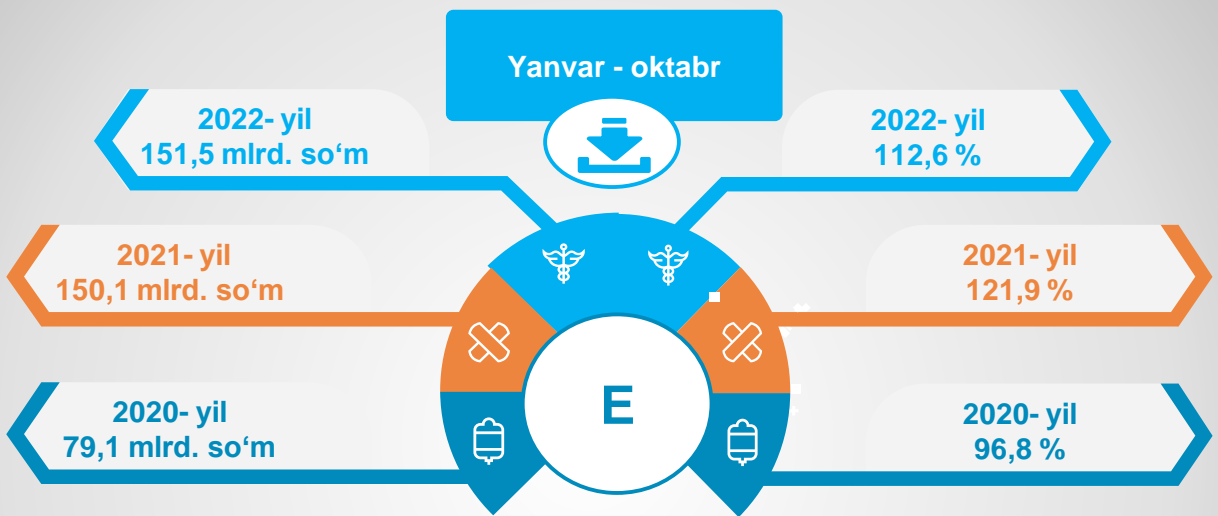 Yanvar - oktabr
2022- yil
151,5 mlrd. so‘m
2022- yil
112,6 %
2021- yil
150,1 mlrd. so‘m
2021- yil
121,9 %
E
2020- yil
79,1 mlrd. so‘m
2020- yil
96,8 %